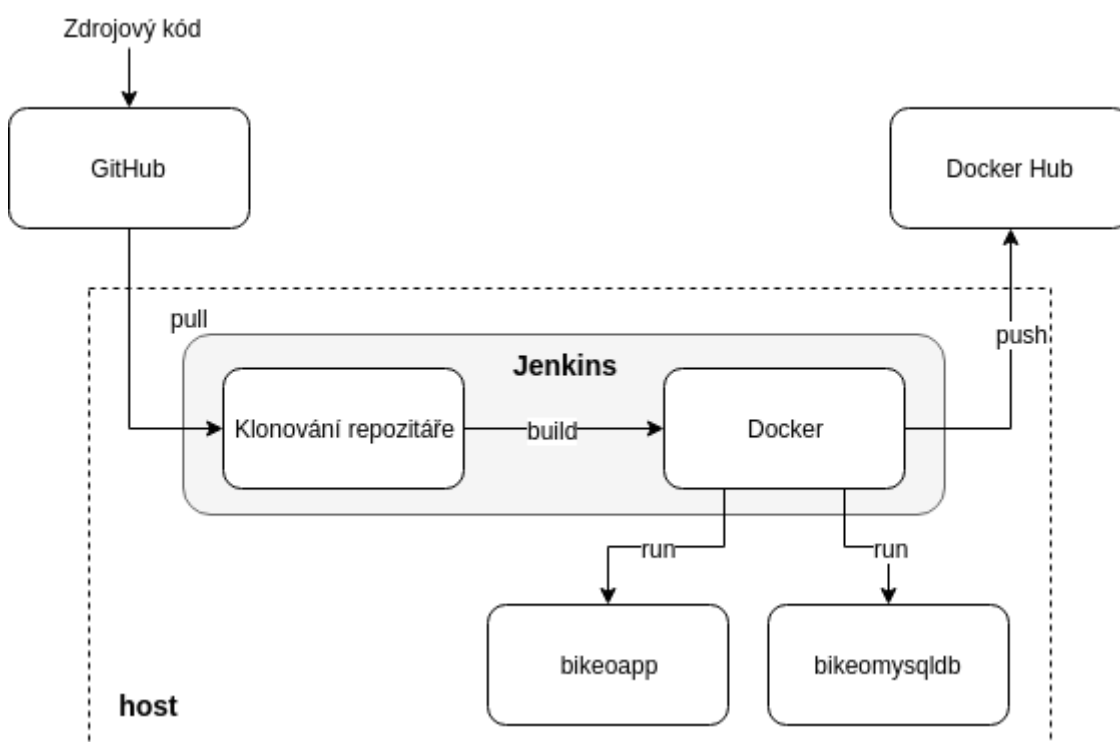 Zdrojový kód
GitHub
Docker Hub
pull
push
Jenkins
Klonování repozitáře
build
Docker
run
run
bikeoapp
bikeomysqldb
host